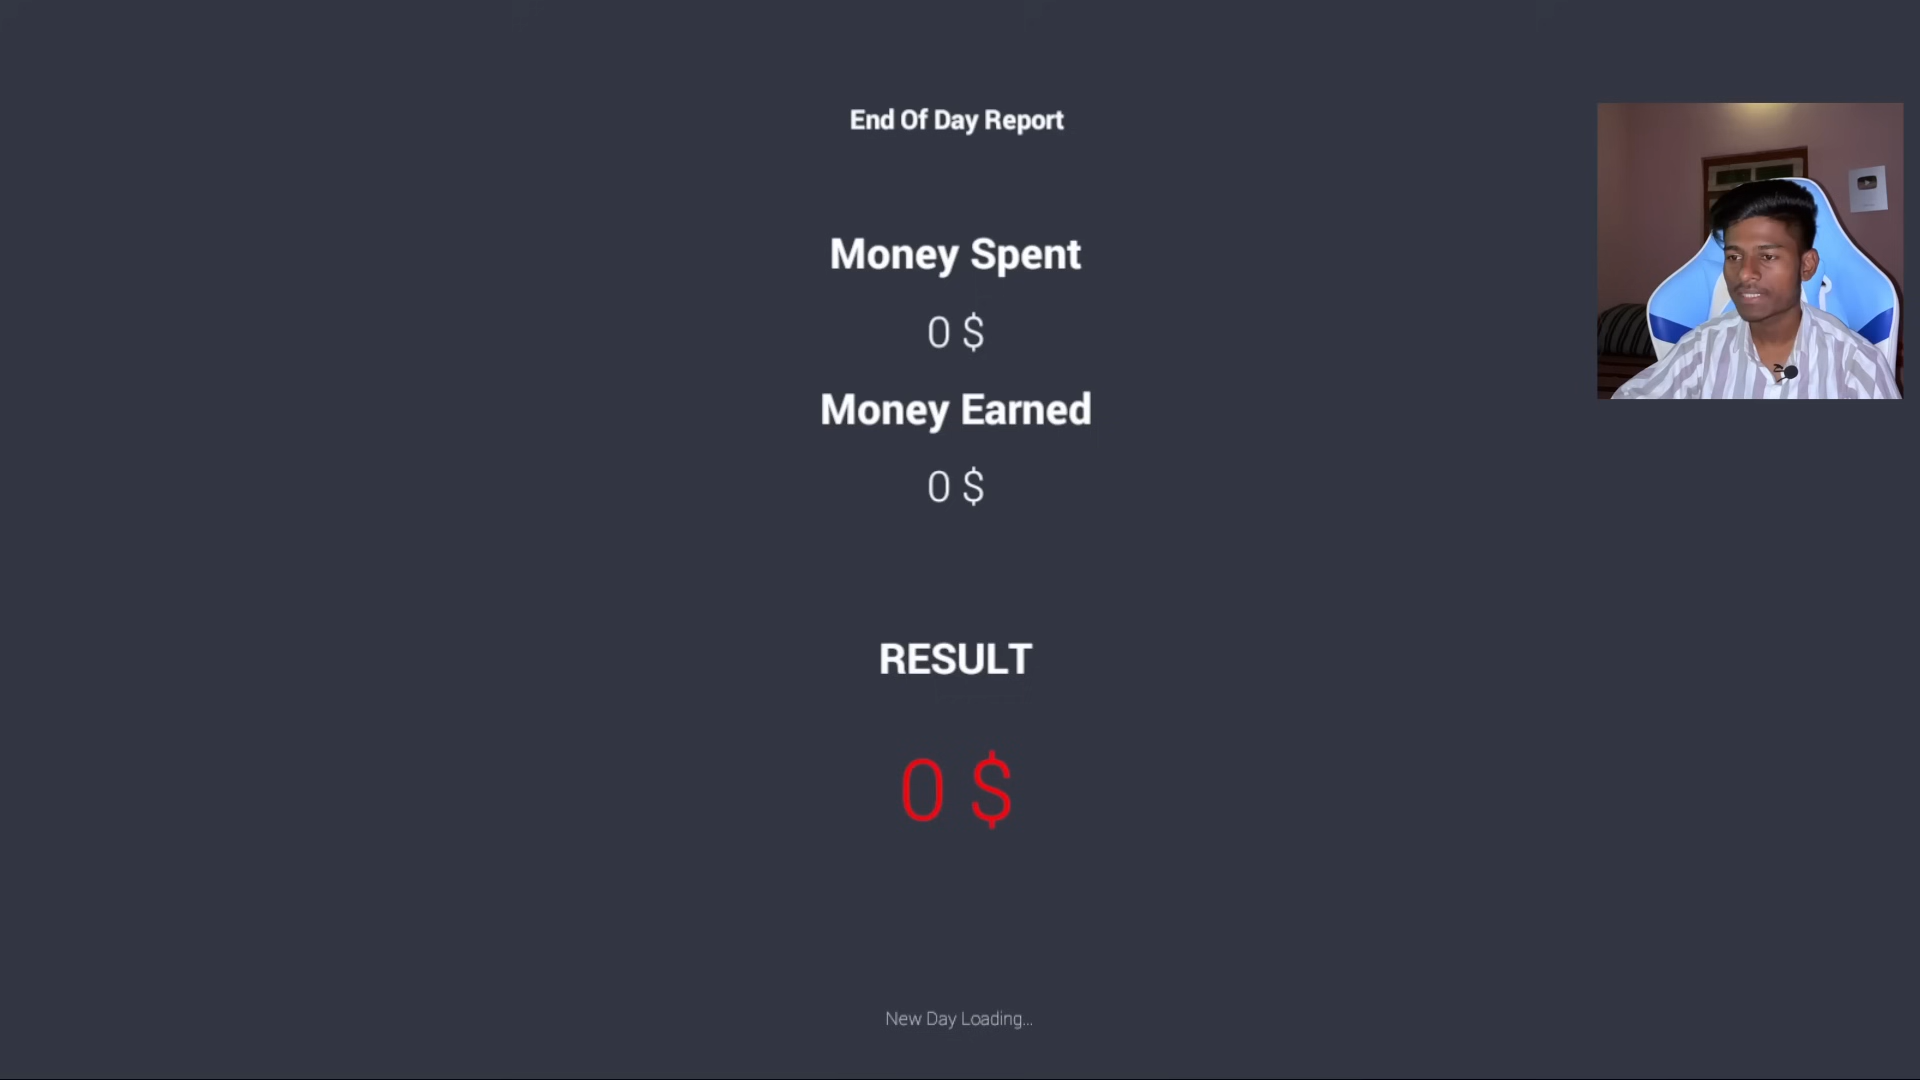 End Of Day Report
Money Spent
0 $
Money Earned
0 $
RESULT
0 $
New Day Loading...